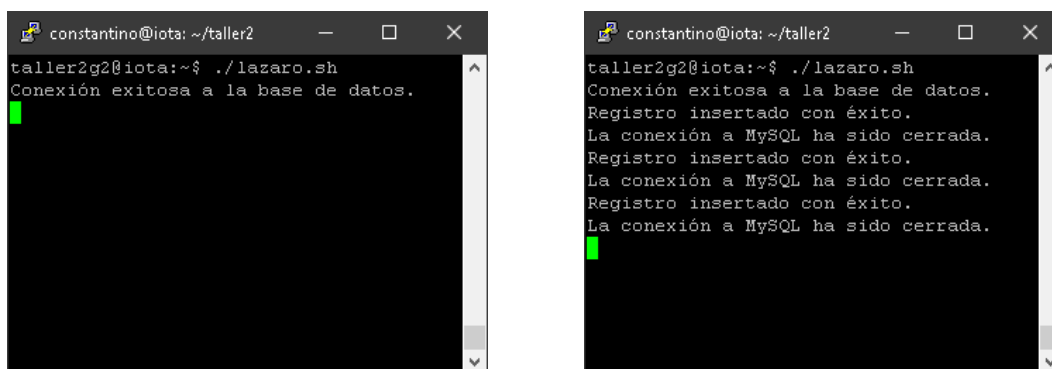 constantino@iota: ~/taller2
taller2g2@iota:~$ ./lazaro.sh
Conexión exitosa a la base de datos.
constantino@iota: ~/taller2
taller2g2@iota:~$ ./lazaro.sh
Conexión exitosa a la base de datos.
Registro insertado con éxito.
La conexión a MySQL ha sido cerrada.
Registro insertado con éxito.
La conexión a MySQL ha sido cerrada.
Registro insertado con éxito.
La conexión a MySQL ha sido cerrada.